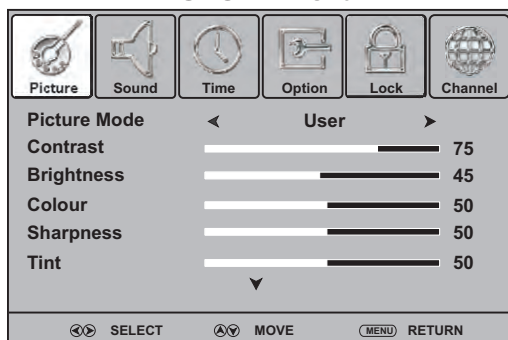 Picture Sound Time Option Lock Channel
Picture Mode User
Contrast 75
Brightness 45
Colour 50
Sharpness 50
Tint 50
SELECT MOVE MENU RETURN